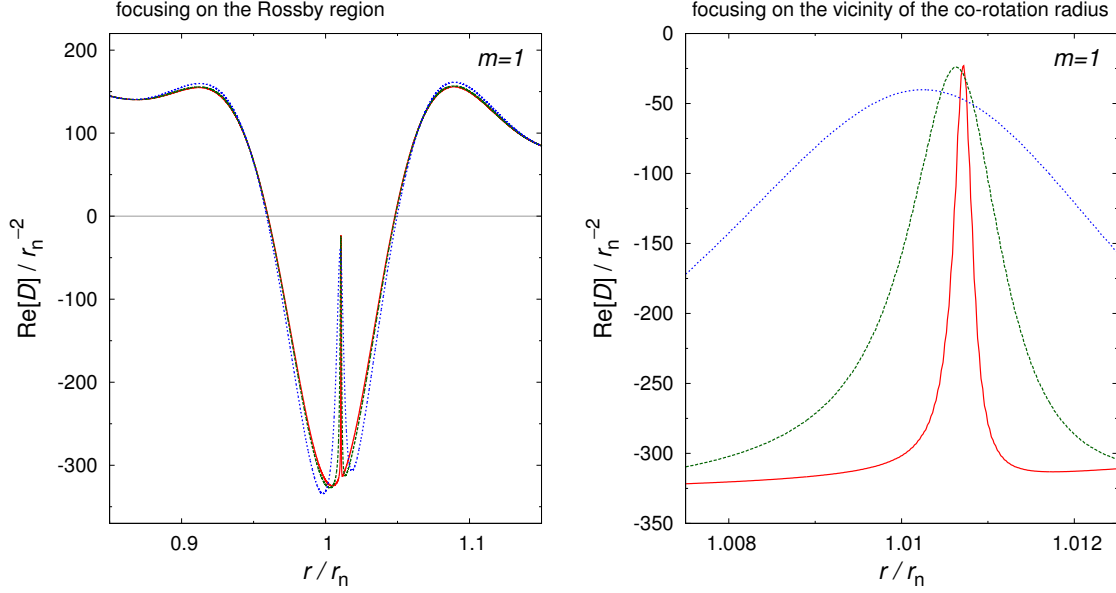 focusing on the Rossby region
m=1
200
100
0
-100
-200
-300
Re[D] / r_n^{-2}
0.9
1
1.1
r / r_n
focusing on the vicinity of the co-rotation radius
m=1
0
-50
-100
-150
-200
-250
-300
-350
Re[D] / r_n^{-2}
1.008
1.01
1.012
r / r_n